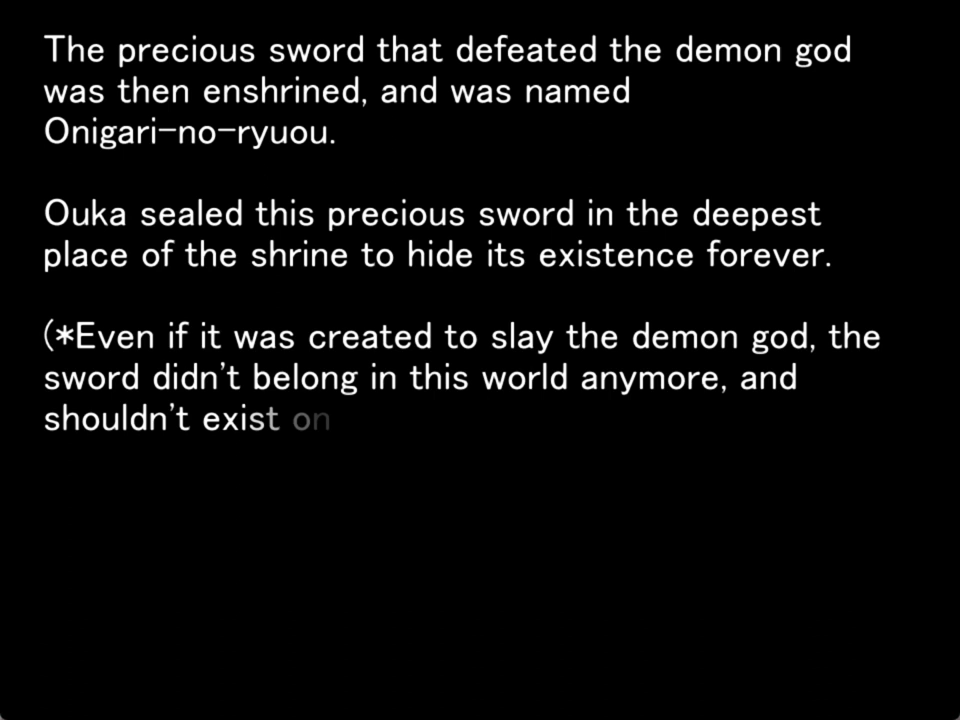 The precious sword that defeated the demon god
was then enshrined, and was named
Onigari-no-ryuou.
Ouka sealed this precious sword in the deepest
place of the shrine to hide its existence forever.
(*Even if it was created to slay the demon god, the
sword didn't belong in this world anymore, and
shouldn't exist on